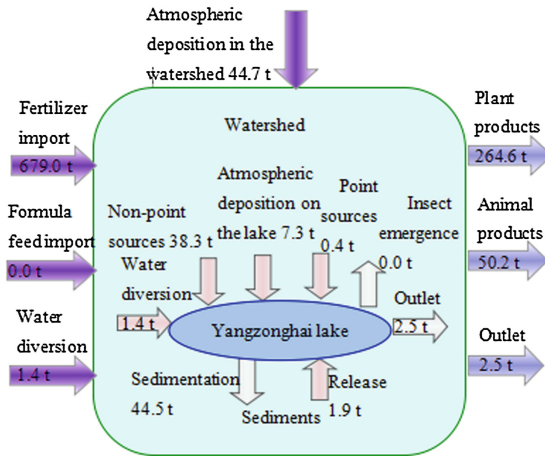 Atmospheric
deposition in the
watershed 44.7 t
Fertilizer
import
679.0 t
Formula
feed import
0.0 t
Water
diversion
1.4 t
Watershed
Non-point
sources 38.3 t
Atmospheric
deposition on
the lake 7.3 t
Point
sources
0.4 t
Insect
emergence
0.0 t
Water
diversion
1.4 t
Yangzonghai lake
Outlet
2.5 t
Sedimentation
44.5 t
Sediments
Release
1.9 t
Plant
products
264.6 t
Animal
products
50.2 t
Outlet
2.5 t